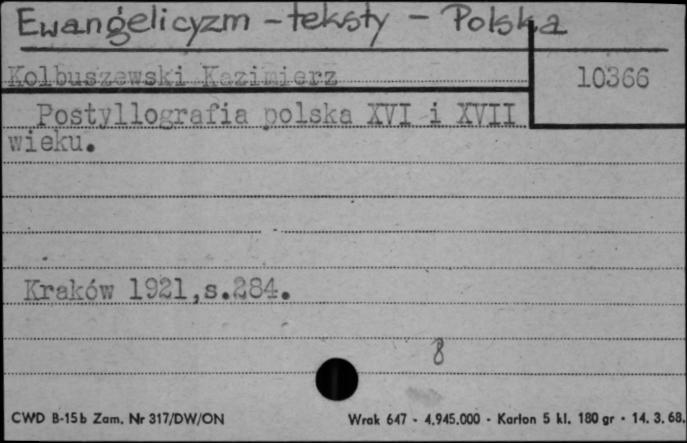 Ewangelicyzm - teksty - Polska
Kolbuszewski Kazimierz
10366
Postyllografia polska XVI i XVII
wieku.
Kraków 1921,s.284.
8
CWD B-15b Zam. Nr 317/DW/ON
Wrak 647 - 4.945.000 - Karton 5 kl. 180 gr - 14. 3. 68.